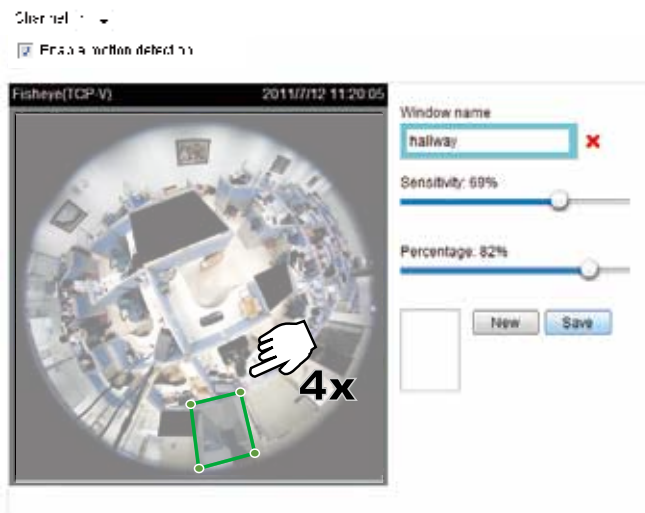 Enable motion detection
Fisheye(TCP-V) 2011/7/12 11:20:05
Window name
hallway
Sensitivity: 69%
Percentage: 82%
New Save
4x